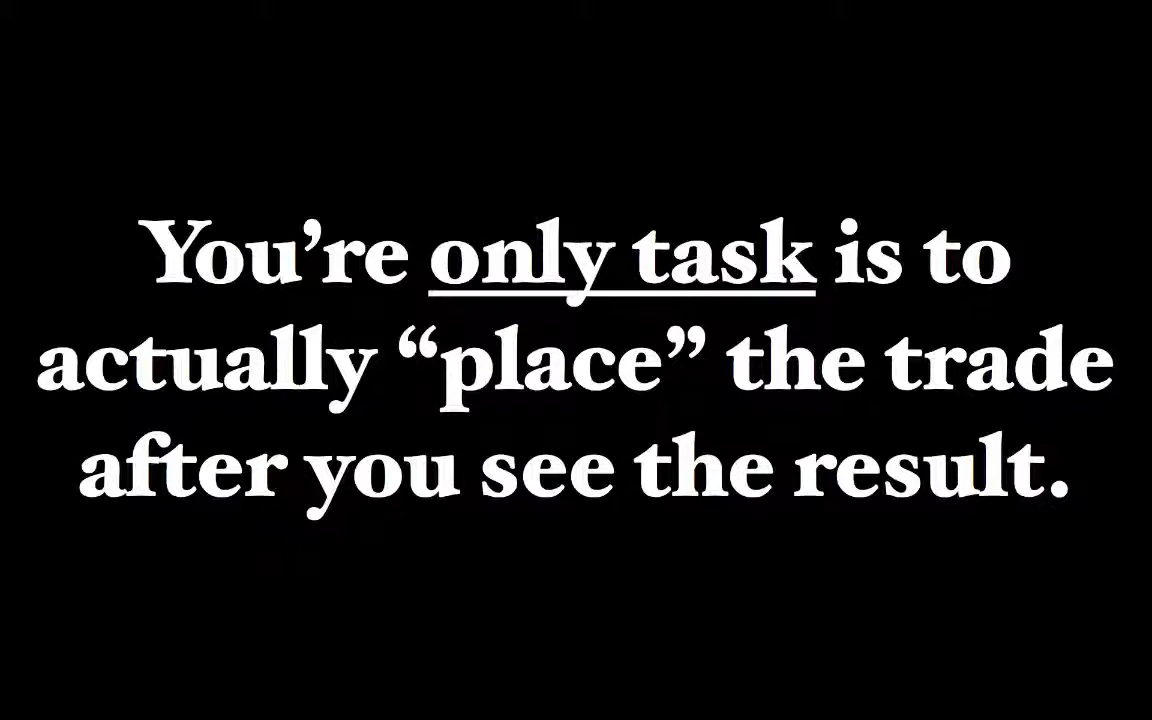 You’re only task is to
actually “place” the trade
after you see the result.